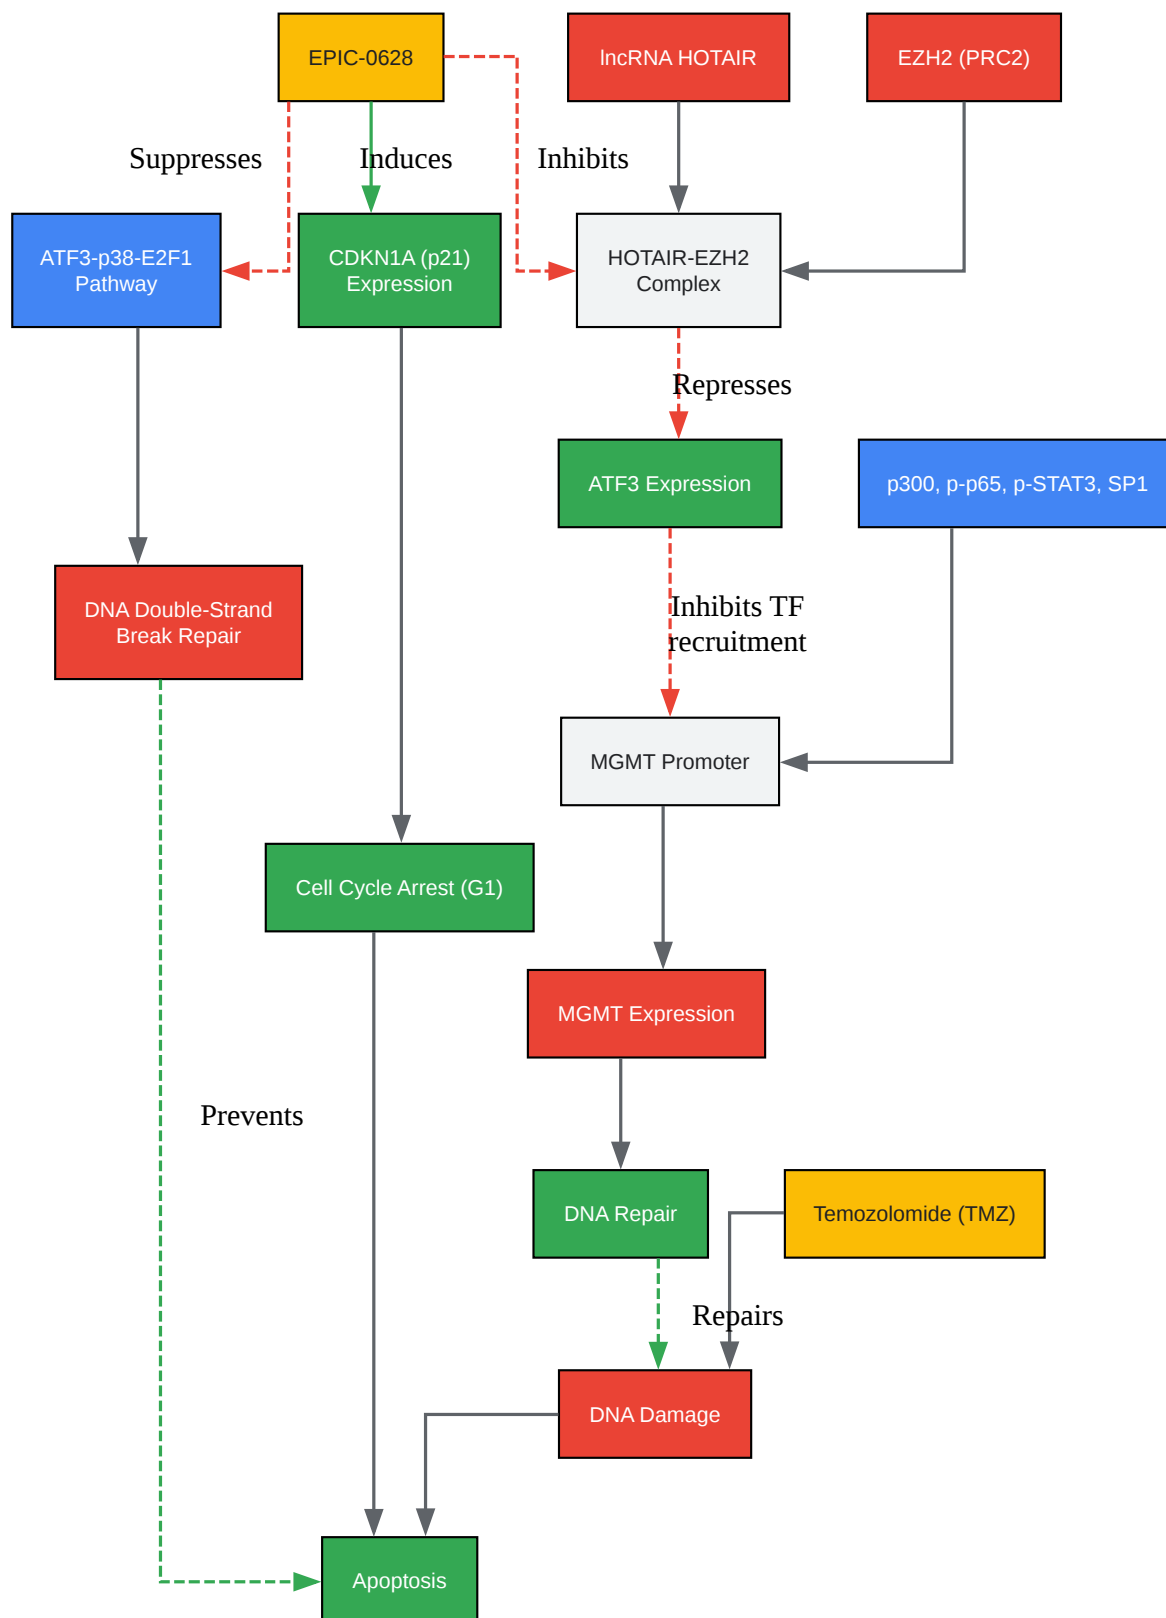 EPIC-0628
lncRNA HOTAIR
EZH2 (PRC2)
Suppresses
Induces
Inhibits
ATF3-p38-E2F1
Pathway
CDKN1A (p21)
Expression
HOTAIR-EZH2
Complex
Represses
ATF3 Expression
p300, p-p65, p-STAT3, SP1
DNA Double-Strand
Break Repair
Inhibits TF
recruitment
MGMT Promoter
Cell Cycle Arrest (G1)
MGMT Expression
Prevents
DNA Repair
Temozolomide (TMZ)
Repairs
DNA Damage
Apoptosis